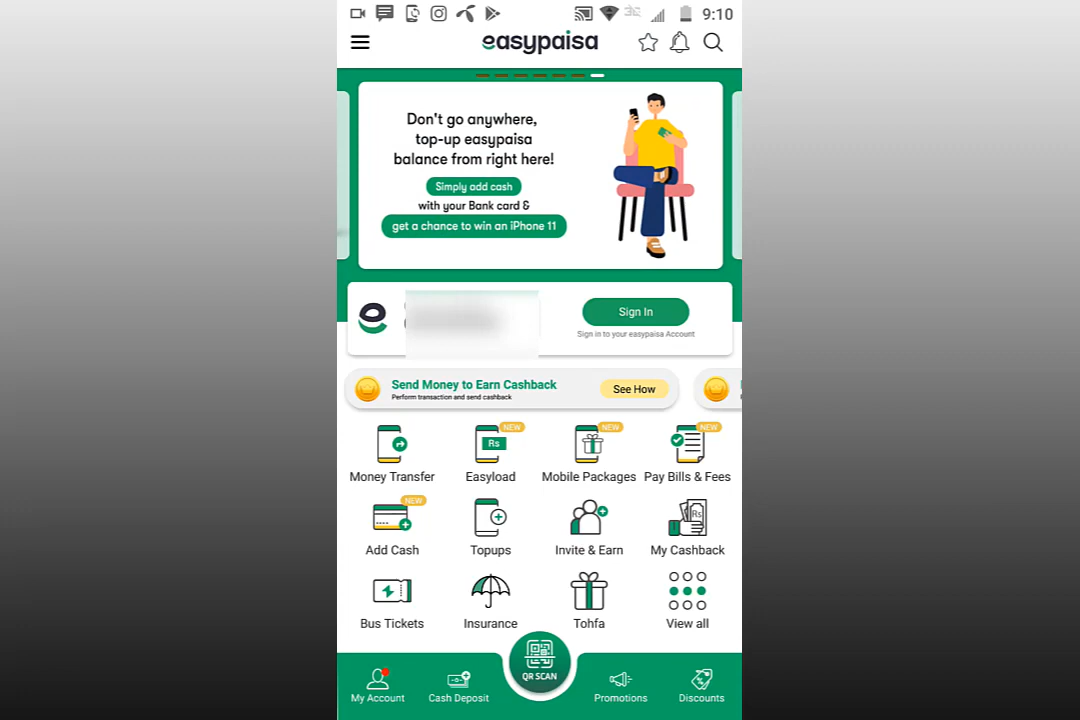 9:10
easypaisa
Don't go anywhere,
top-up easypaisa
balance from right here!
Simply add cash
with your Bank card &
get a chance to win an iPhone 11
Sign In
Sign in to your easypaisa Account
Send Money to Earn Cashback
Perform transaction and send cashback
See How
NEW
NEW
NEW
Rs
Money Transfer
Easyload
Mobile Packages
Pay Bills & Fees
NEW
Rs
Add Cash
Topups
Invite & Earn
My Cashback
Bus Tickets
Insurance
Tohfa
View all
QR SCAN
My Account
Cash Deposit
Promotions
Discounts